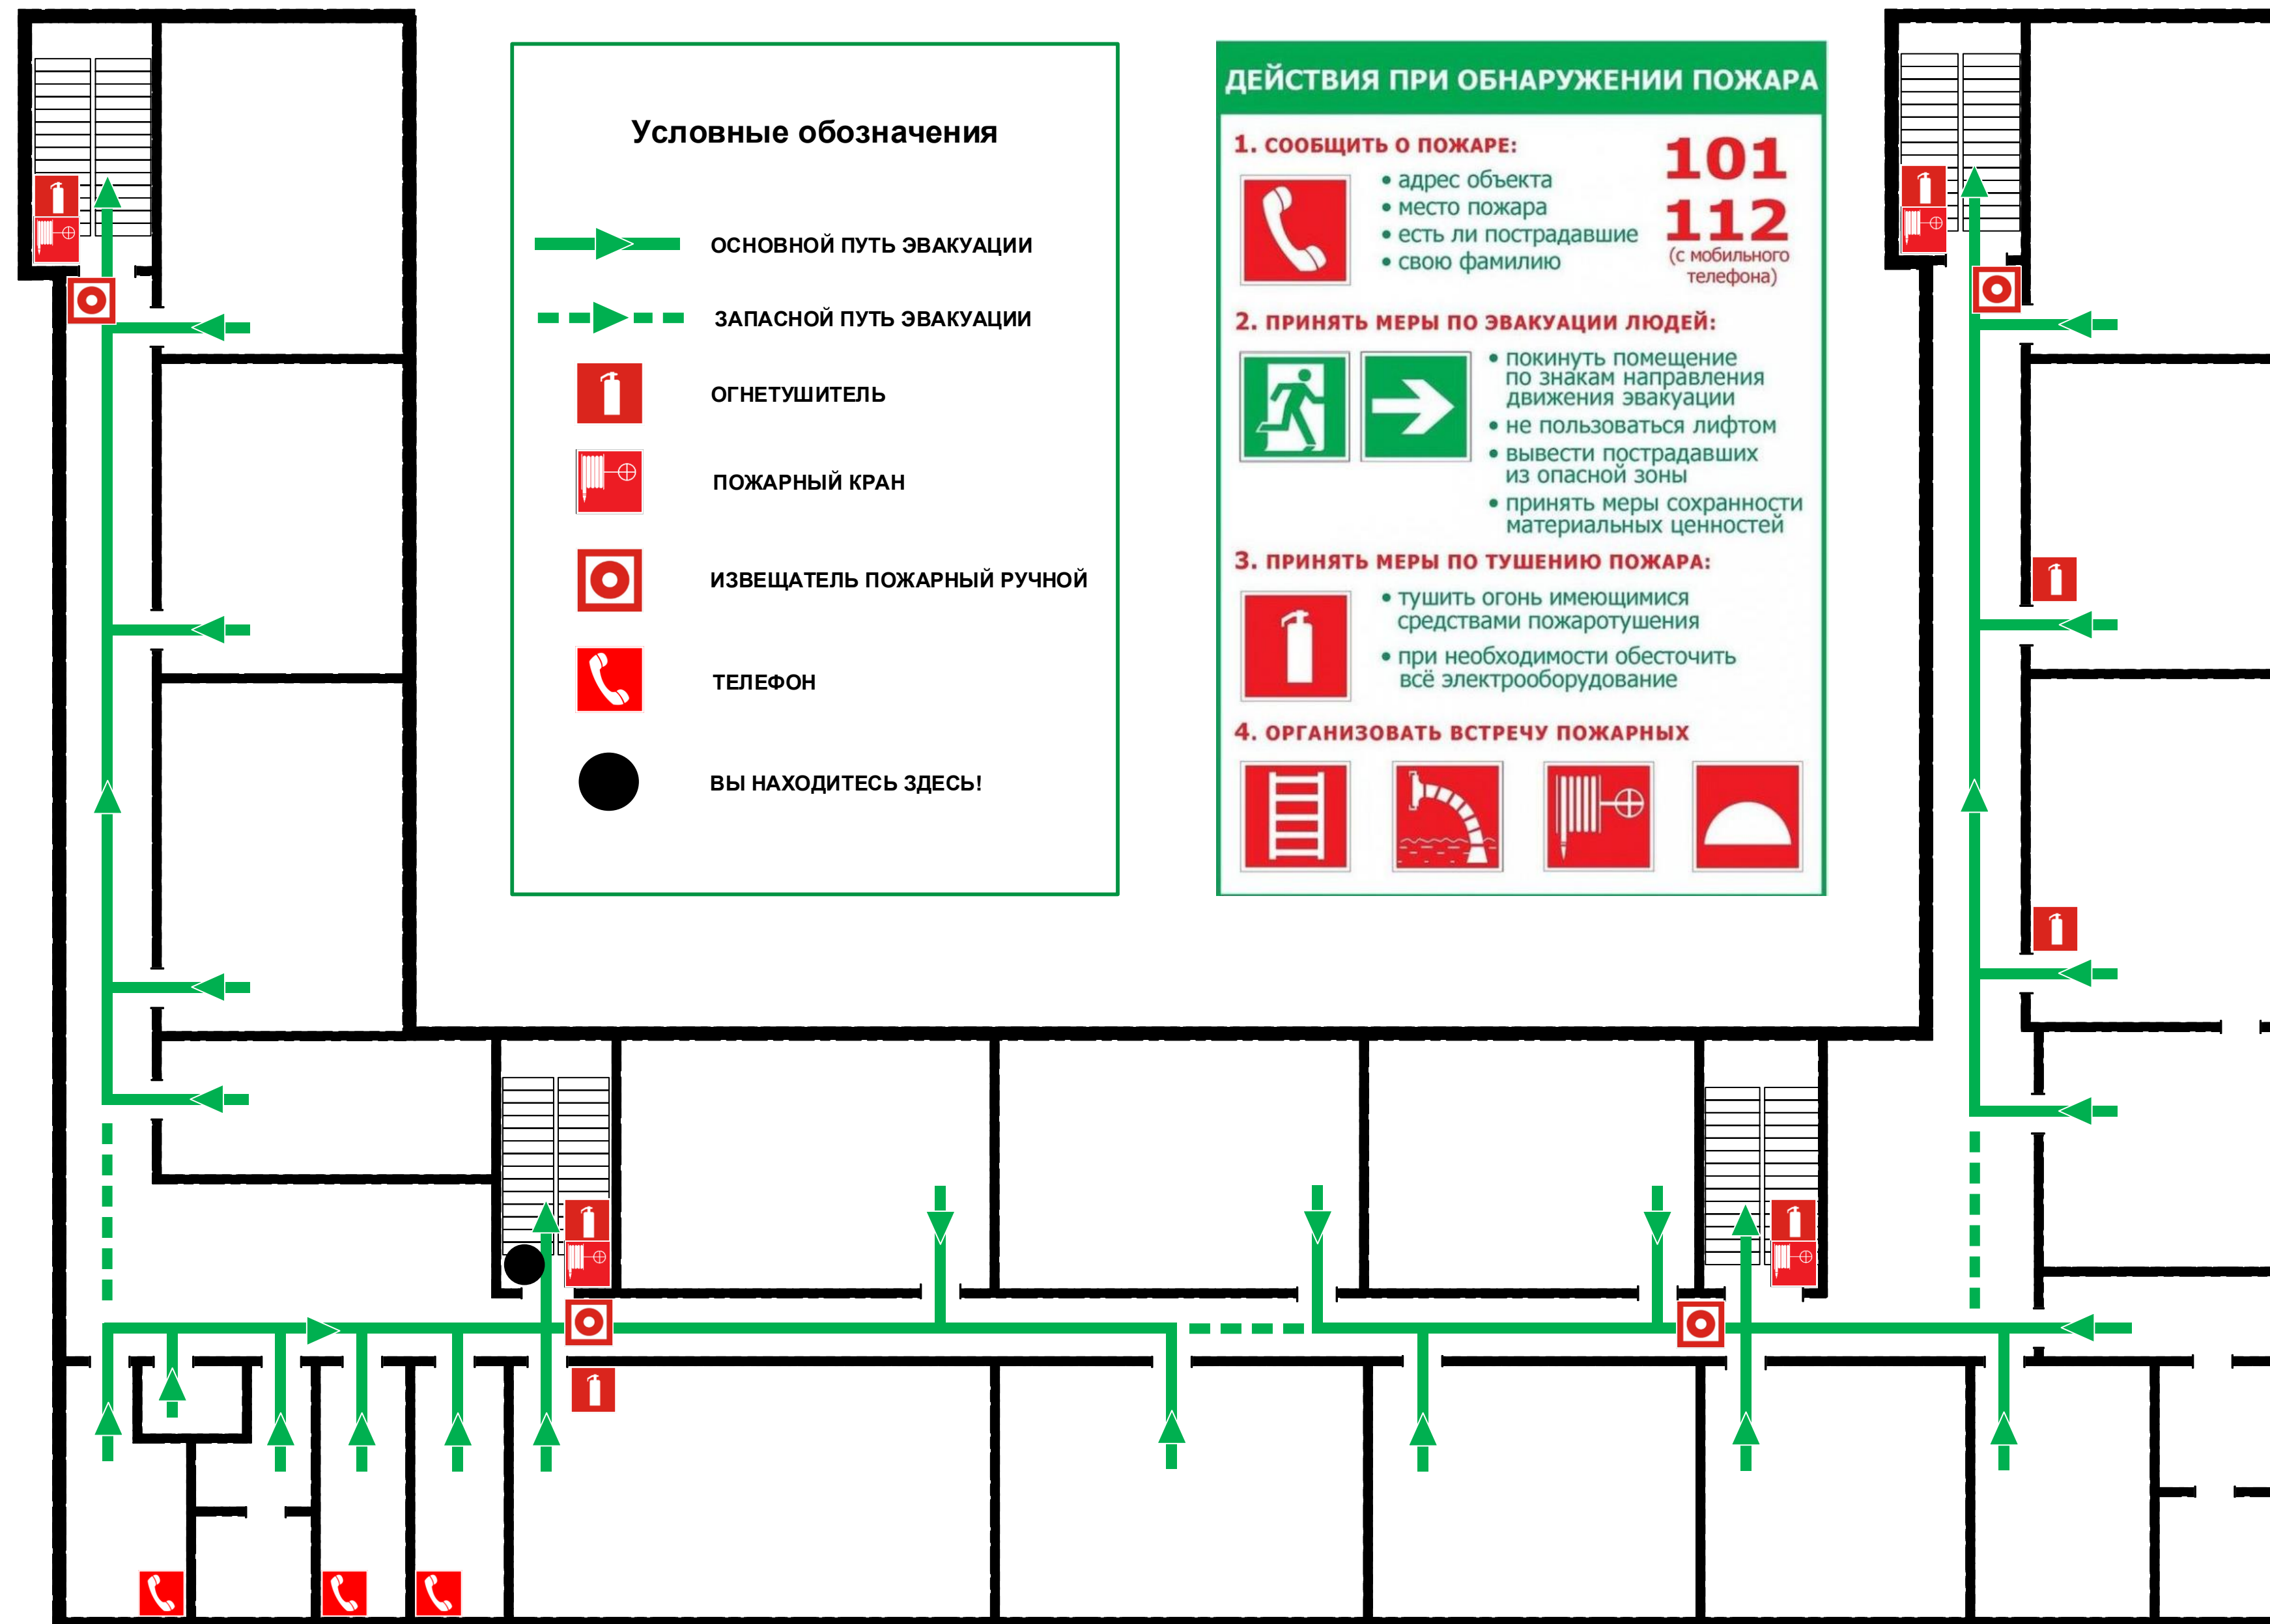 Условные обозначения
ОСНОВНОЙ ПУТЬ ЭВАКУАЦИИ
ЗАПАСНОЙ ПУТЬ ЭВАКУАЦИИ
ОГНЕТУШИТЕЛЬ
ПОЖАРНЫЙ КРАН
ИЗВЕЩАТЕЛЬ ПОЖАРНЫЙ РУЧНОЙ
ТЕЛЕФОН
ВЫ НАХОДИТЕСЬ ЗДЕСЬ!
ДЕЙСТВИЯ ПРИ ОБНАРУЖЕНИИ ПОЖАРА
1. СООБЩИТЬ О ПОЖАРЕ:
• адрес объекта
• место пожара
• есть ли пострадавшие
• свою фамилию
101
112
(с мобильного
телефона)
2. ПРИНЯТЬ МЕРЫ ПО ЭВАКУАЦИИ ЛЮДЕЙ:
• покинуть помещение
по знакам направления
движения эвакуации
• не пользоваться лифтом
• вывести пострадавших
из опасной зоны
• принять меры сохранности
материальных ценностей
3. ПРИНЯТЬ МЕРЫ ПО ТУШЕНИЮ ПОЖАРА:
• тушить огонь имеющимися
средствами пожаротушения
• при необходимости обесточить
всё электрооборудование
4. ОРГАНИЗОВАТЬ ВСТРЕЧУ ПОЖАРНЫХ